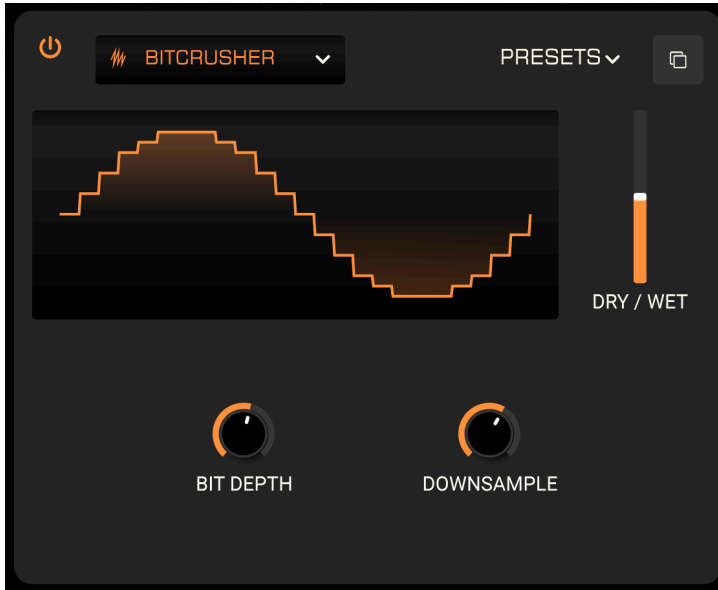 BITCRUSHER
PRESETS
DRY / WET
BIT DEPTH
DOWNSAMPLE